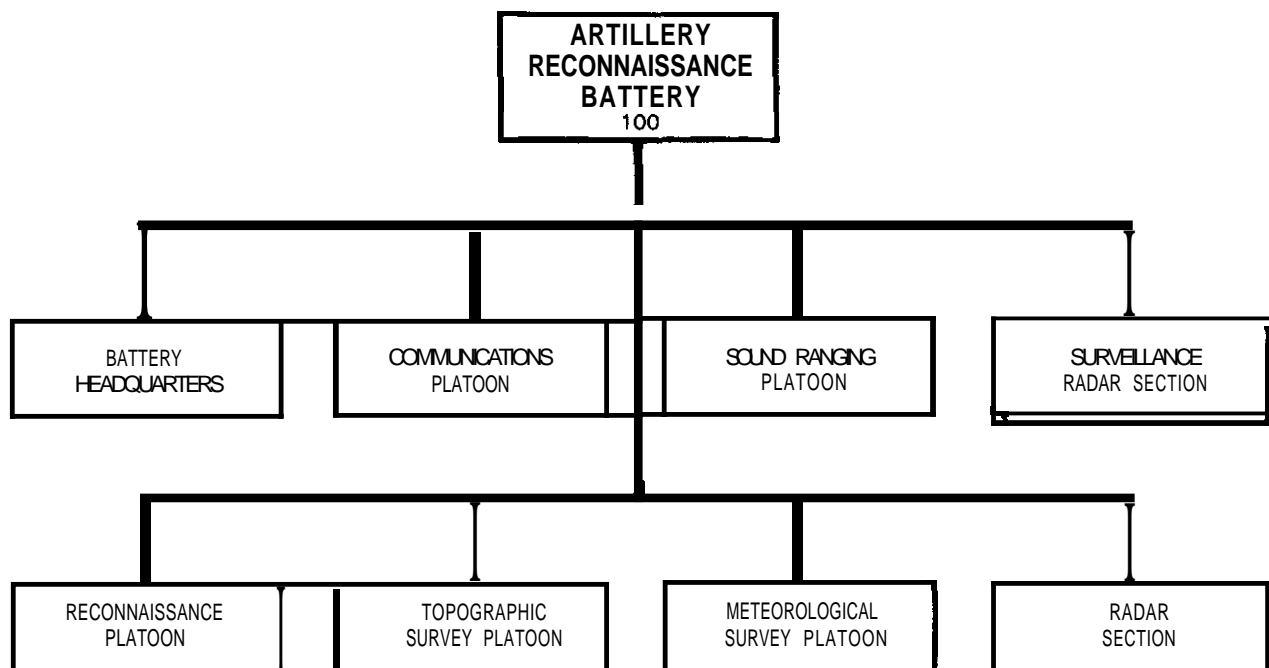 ARTILLERY
RECONNAISSANCE
BATTERY
100
BATTERY
HEADQUARTERS
COMMUNICATIONS
PLATOON
SOUND RANGING
PLATOON
SURVEILLANCE
RADAR SECTION
RECONNAISSANCE
PLATOON
TOPOGRAPHIC
SURVEY PLATOON
METEOROLOGICAL
SURVEY PLATOON
RADAR
SECTION